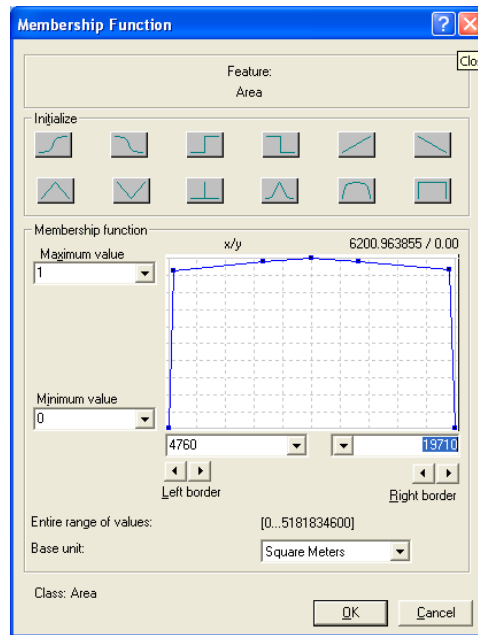 Membership Function
Clo
Feature:
Area
Initialize
Membership function
x/y 6200.963855 / 0.00
Maximum value
1
Minimum value
0
4760 19710
Left border Right border
Entire range of values: [0...5181834600]
Base unit: Square Meters
Class: Area
OK Cancel